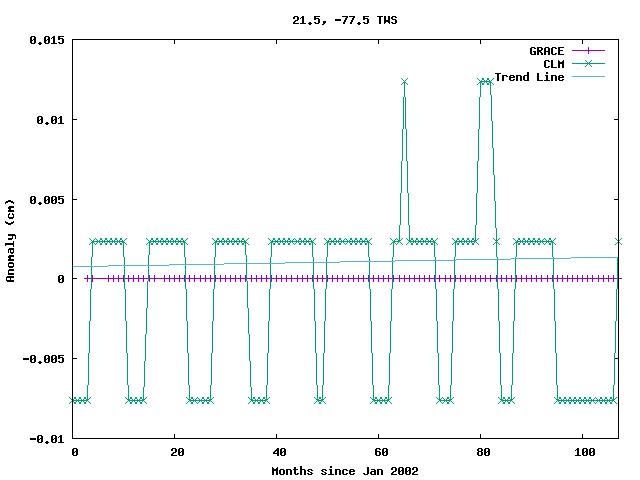 21.5, -77.5 TWS
0.015
GRACE
CLM
Trend Line
0.01
0.005
0
-0.005
-0.01
Anomaly (cm)
0 20 40 60 80 100
Months since Jan 2002